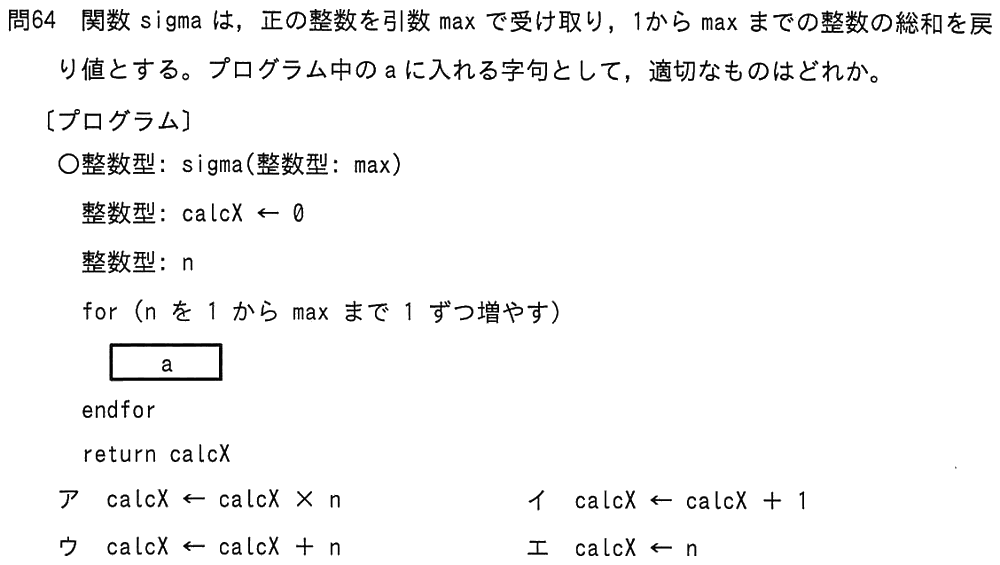 問64 関数 sigma は，正の整数を引数 max で受け取り，1から max までの整数の総和を戻
り値とする。プログラム中の a に入れる字句として，適切なものはどれか。
〔プログラム〕
○整数型: sigma(整数型: max)
整数型: calcX ← 0
整数型: n
for (n を 1 から max まで 1 ずつ増やす)
a
endfor
return calcX
ア calcX ← calcX × n イ calcX ← calcX + 1
ウ calcX ← calcX + n エ calcX ← n